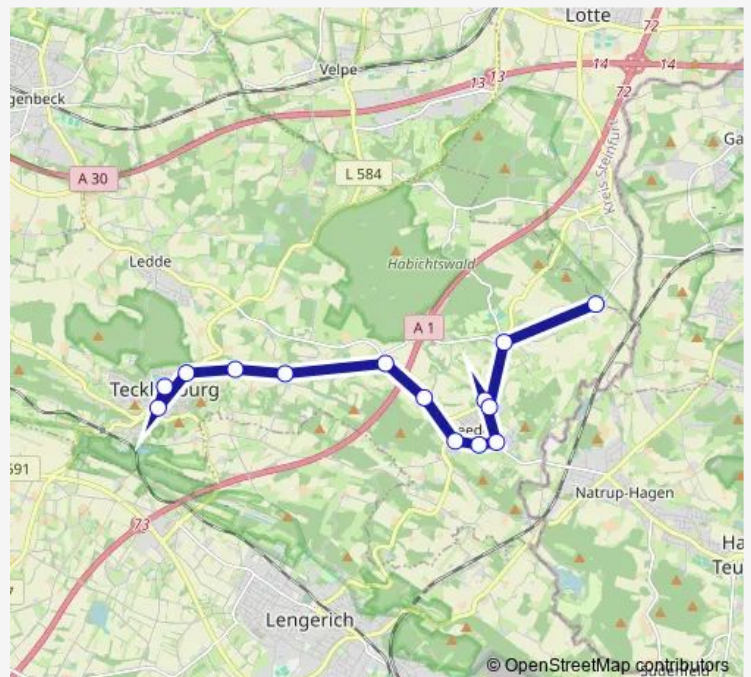 Lotte
72
Velpe
13 13
14
14
72
genbeck
Ga
Kreis Steinfurt
A 30
L 584
Ledde
Habichtswald
A 1
Teckl burg
eed
591
Natrup-Hagen
73
Ha
Teu
Lengerich
© OpenStreetMap contributors